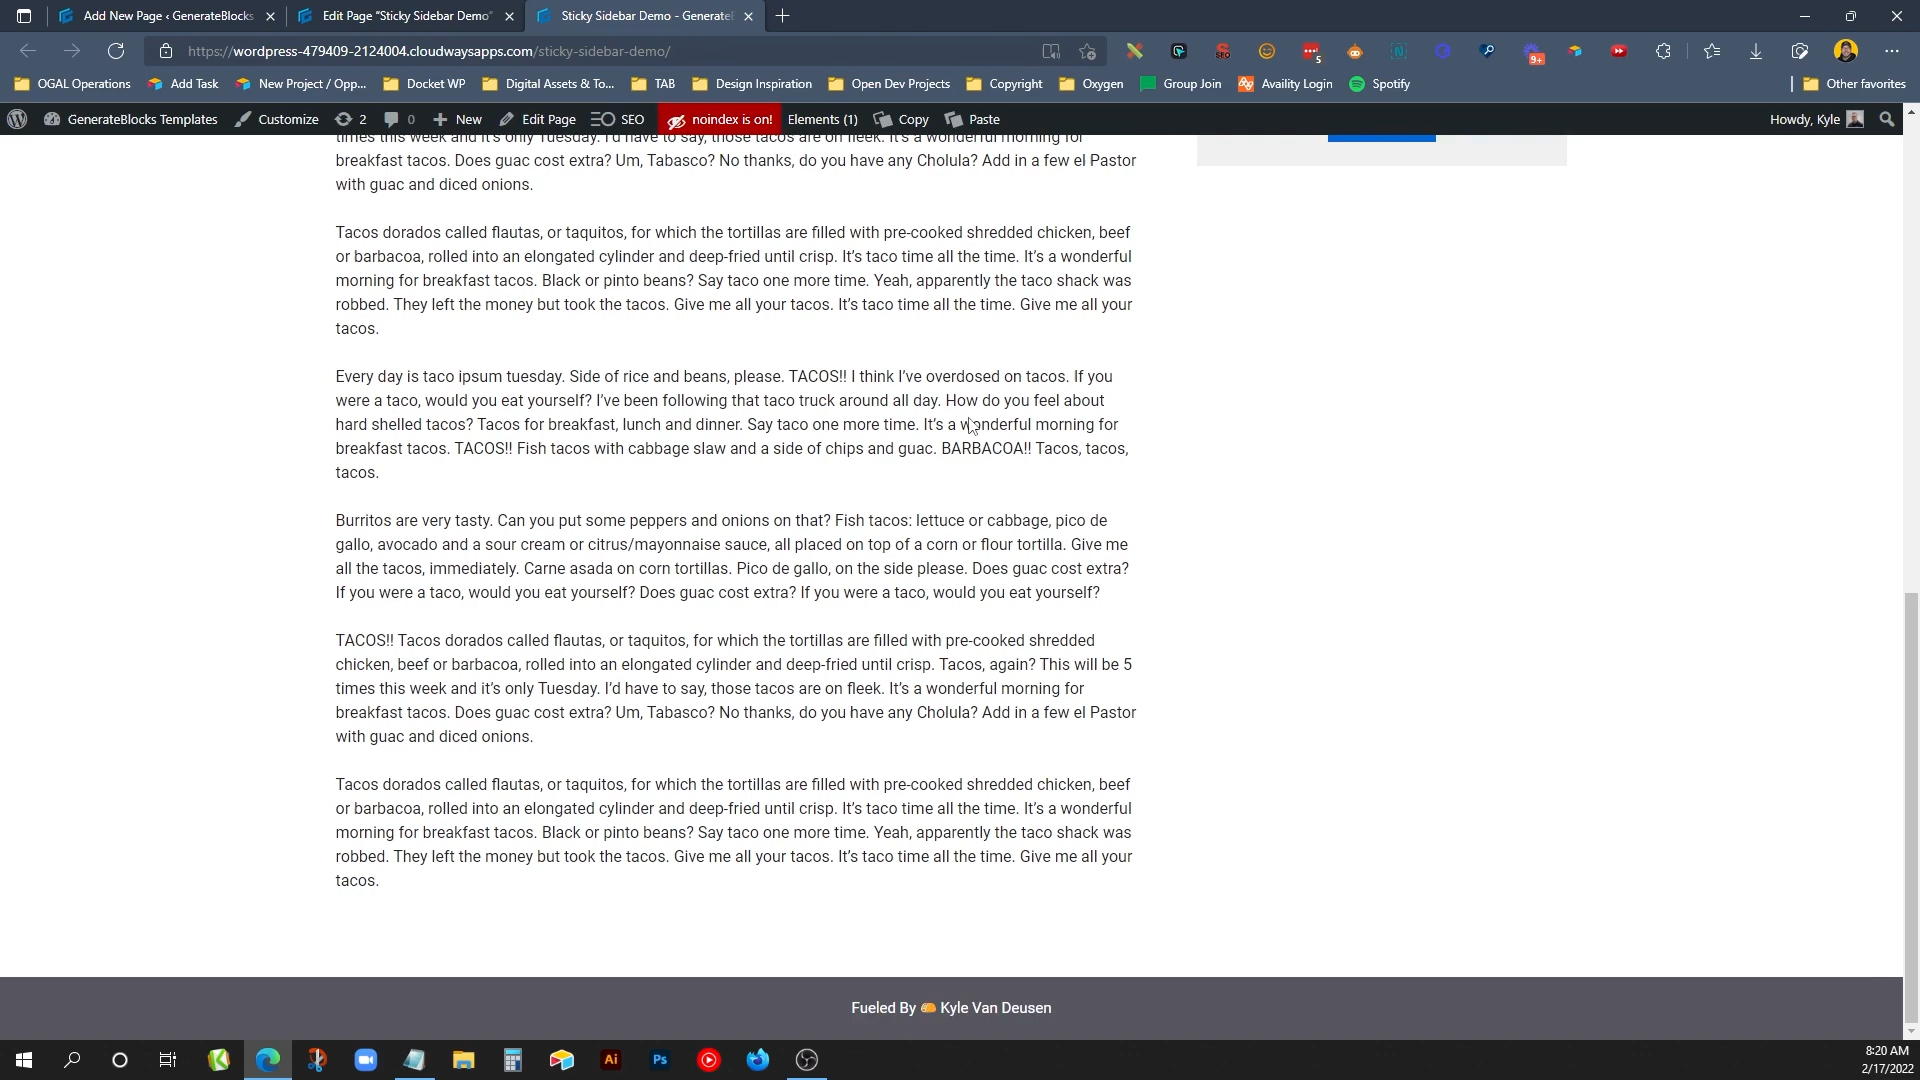 Add New Page ‹ GenerateBlocks
Edit Page "Sticky Sidebar Demo"
Sticky Sidebar Demo - Generate
https://wordpress-479409-2124004.cloudwaysapps.com/sticky-sidebar-demo/
SEO
5
9+
OGAL Operations
Add Task
New Project / Opp...
Docket WP
Digital Assets & To...
TAB
Design Inspiration
Open Dev Projects
Copyright
Oxygen
Group Join
Availity Login
Spotify
Other favorites
GenerateBlocks Templates
Customize
2
0
New
Edit Page
SEO
noindex is on!
Elements (1)
Copy
Paste
Howdy, Kyle
times this week and it's only Tuesday. I'd have to say, those tacos are on fleek. It's a wonderful morning for
breakfast tacos. Does guac cost extra? Um, Tabasco? No thanks, do you have any Cholula? Add in a few el Pastor
with guac and diced onions.
Tacos dorados called flautas, or taquitos, for which the tortillas are filled with pre-cooked shredded chicken, beef
or barbacoa, rolled into an elongated cylinder and deep-fried until crisp. It's taco time all the time. It's a wonderful
morning for breakfast tacos. Black or pinto beans? Say taco one more time. Yeah, apparently the taco shack was
robbed. They left the money but took the tacos. Give me all your tacos. It's taco time all the time. Give me all your
tacos.
Every day is taco ipsum tuesday. Side of rice and beans, please. TACOS!! I think I've overdosed on tacos. If you
were a taco, would you eat yourself? I've been following that taco truck around all day. How do you feel about
hard shelled tacos? Tacos for breakfast, lunch and dinner. Say taco one more time. It's a wonderful morning for
breakfast tacos. TACOS!! Fish tacos with cabbage slaw and a side of chips and guac. BARBACOA!! Tacos, tacos,
tacos.
Burritos are very tasty. Can you put some peppers and onions on that? Fish tacos: lettuce or cabbage, pico de
gallo, avocado and a sour cream or citrus/mayonnaise sauce, all placed on top of a corn or flour tortilla. Give me
all the tacos, immediately. Carne asada on corn tortillas. Pico de gallo, on the side please. Does guac cost extra?
If you were a taco, would you eat yourself? Does guac cost extra? If you were a taco, would you eat yourself?
TACOS!! Tacos dorados called flautas, or taquitos, for which the tortillas are filled with pre-cooked shredded
chicken, beef or barbacoa, rolled into an elongated cylinder and deep-fried until crisp. Tacos, again? This will be 5
times this week and it's only Tuesday. I'd have to say, those tacos are on fleek. It's a wonderful morning for
breakfast tacos. Does guac cost extra? Um, Tabasco? No thanks, do you have any Cholula? Add in a few el Pastor
with guac and diced onions.
Tacos dorados called flautas, or taquitos, for which the tortillas are filled with pre-cooked shredded chicken, beef
or barbacoa, rolled into an elongated cylinder and deep-fried until crisp. It's taco time all the time. It's a wonderful
morning for breakfast tacos. Black or pinto beans? Say taco one more time. Yeah, apparently the taco shack was
robbed. They left the money but took the tacos. Give me all your tacos. It's taco time all the time. Give me all your
tacos.
Fueled By 🌮 Kyle Van Deusen
Ai
Ps
8:20 AM
2/17/2022